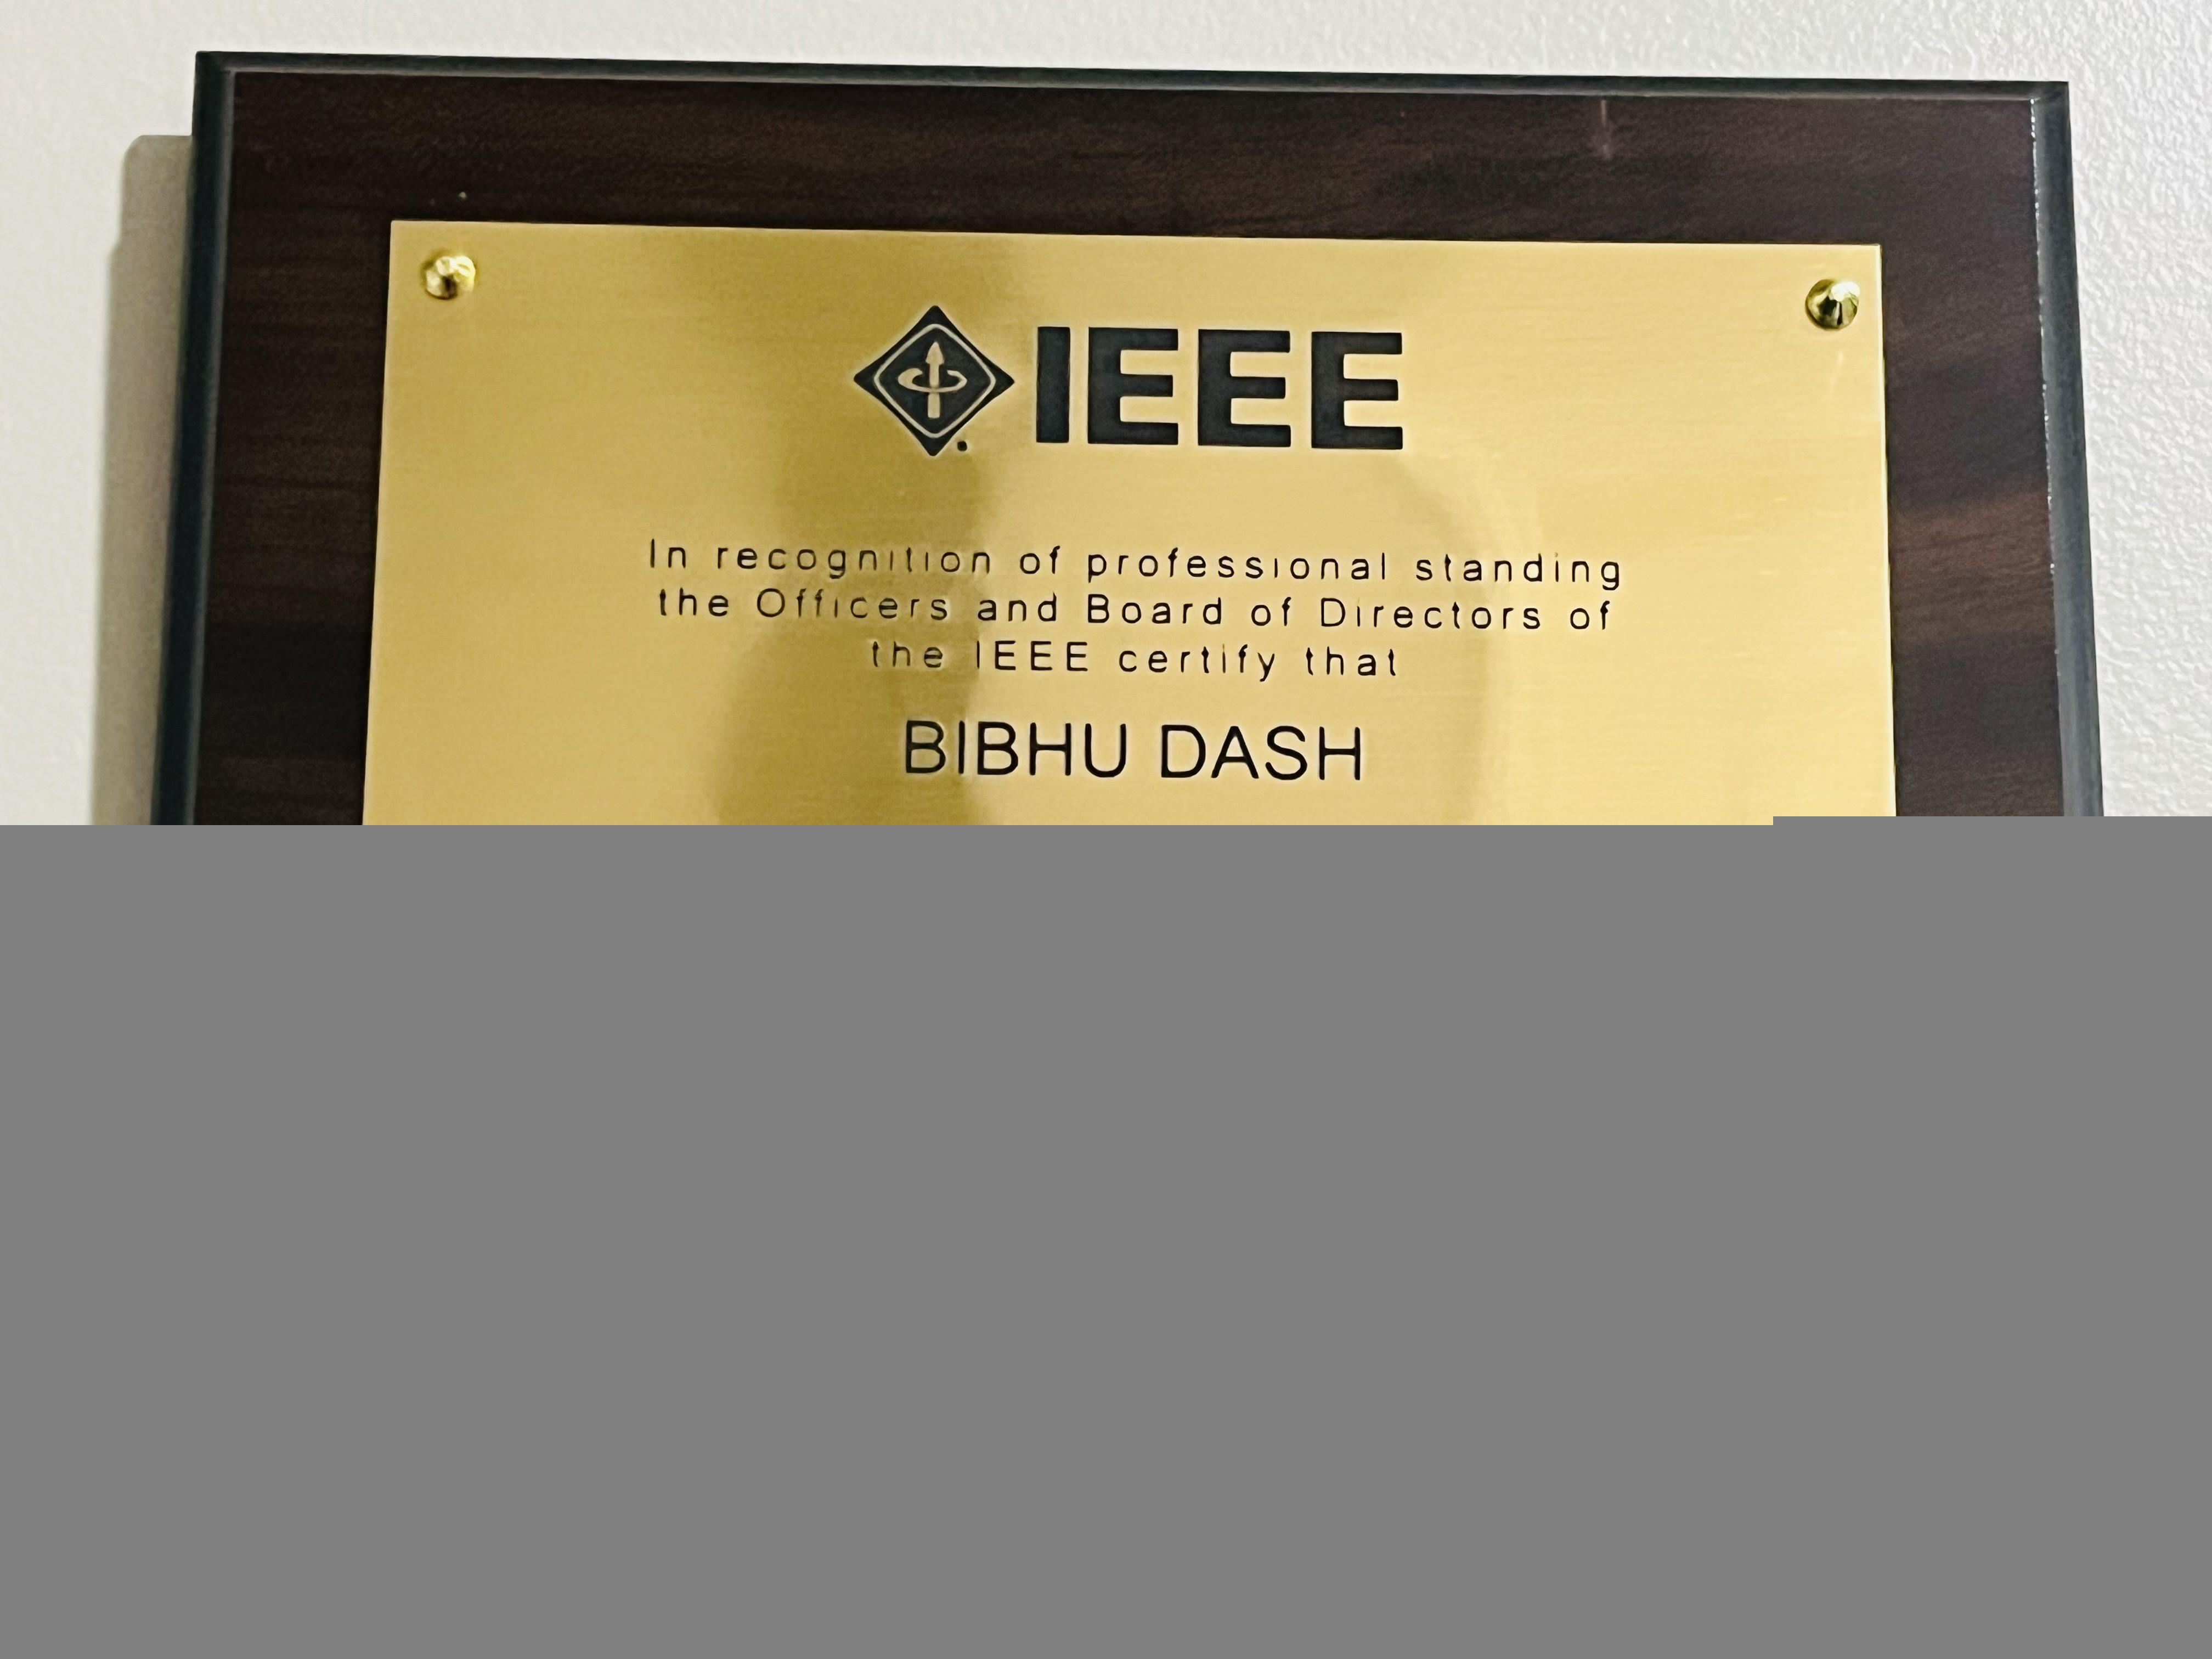 IEEE
In recognition of professional standing
the Officers and Board of Directors of
the IEEE certify that
BIBHU DASH